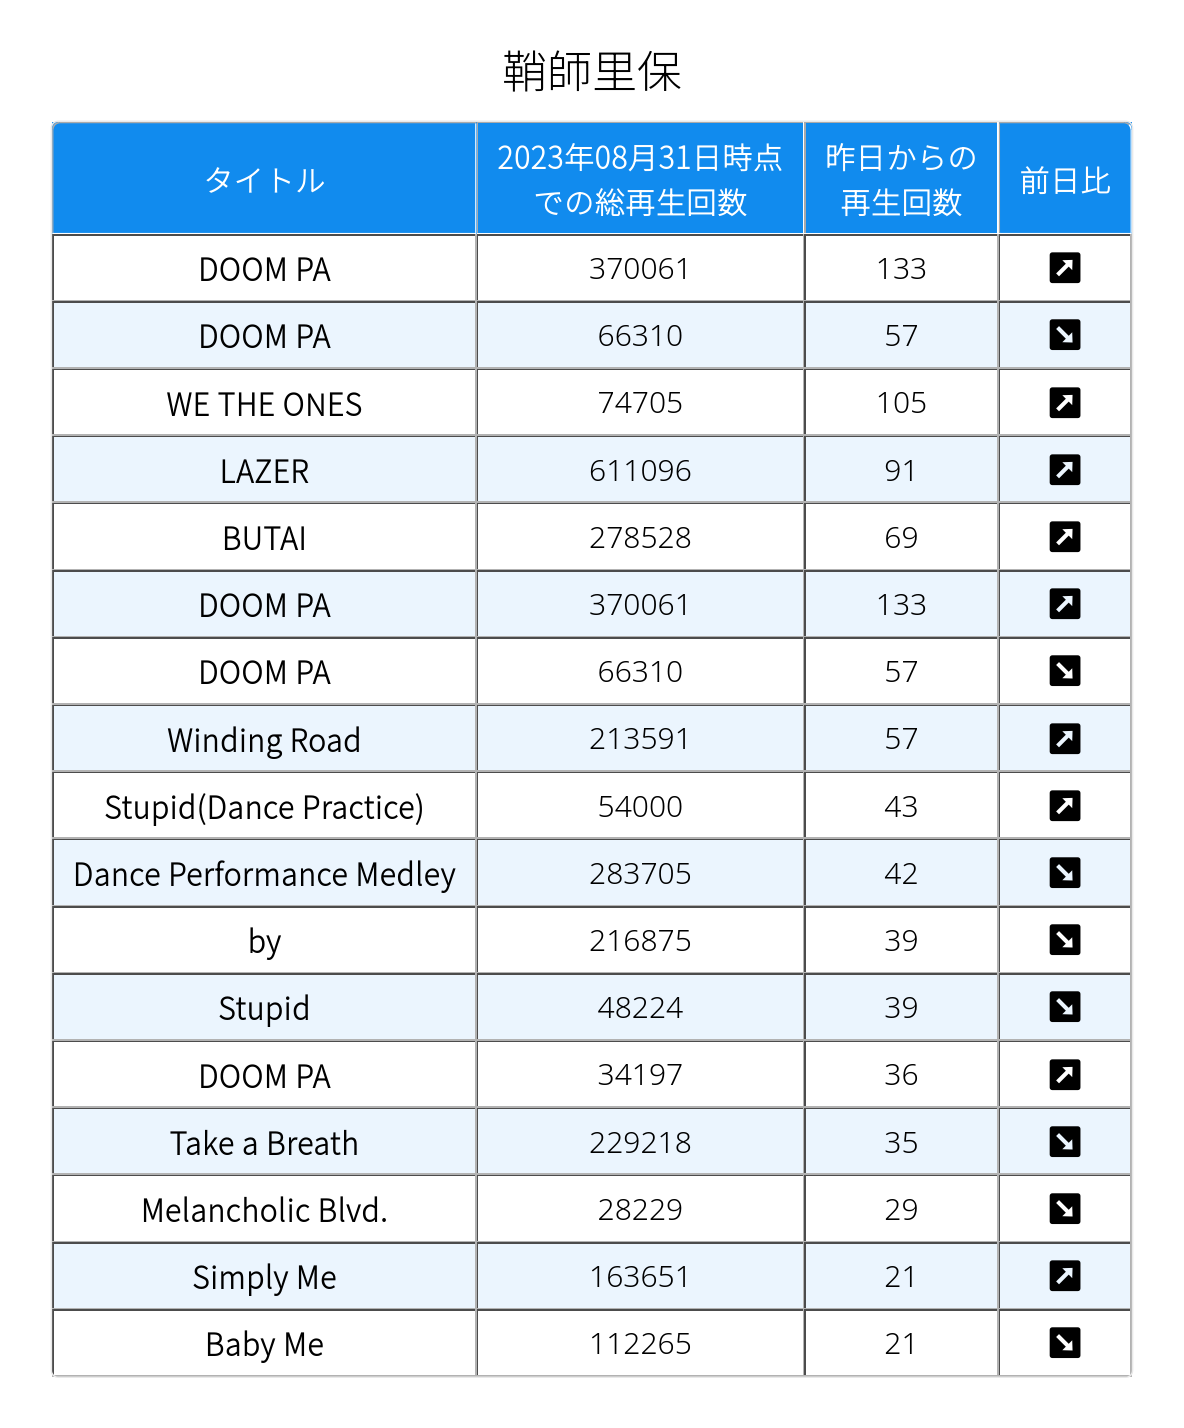 鞘師里保
タイトル 2023年08月31日時点での総再生回数 昨日からの再生回数 前日比
DOOM PA 370061 133 ↗
DOOM PA 66310 57 ↘
WE THE ONES 74705 105 ↗
LAZER 611096 91 ↗
BUTAI 278528 69 ↗
DOOM PA 370061 133 ↗
DOOM PA 66310 57 ↘
Winding Road 213591 57 ↗
Stupid(Dance Practice) 54000 43 ↗
Dance Performance Medley 283705 42 ↘
by 216875 39 ↘
Stupid 48224 39 ↘
DOOM PA 34197 36 ↗
Take a Breath 229218 35 ↘
Melancholic Blvd. 28229 29 ↘
Simply Me 163651 21 ↗
Baby Me 112265 21 ↘